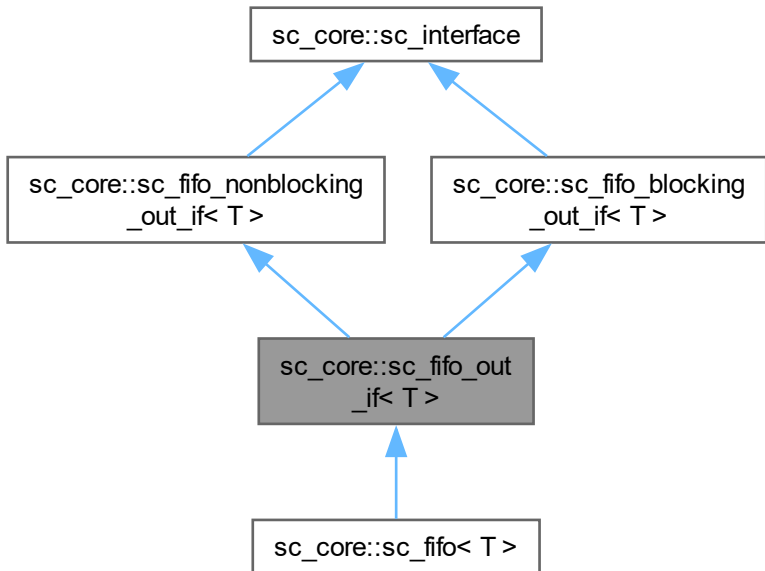 sc_core::sc_interface
sc_core::sc_fifo_nonblocking
_out_if< T >
sc_core::sc_fifo_blocking
_out_if< T >
sc_core::sc_fifo_out
_if< T >
sc_core::sc_fifo< T >